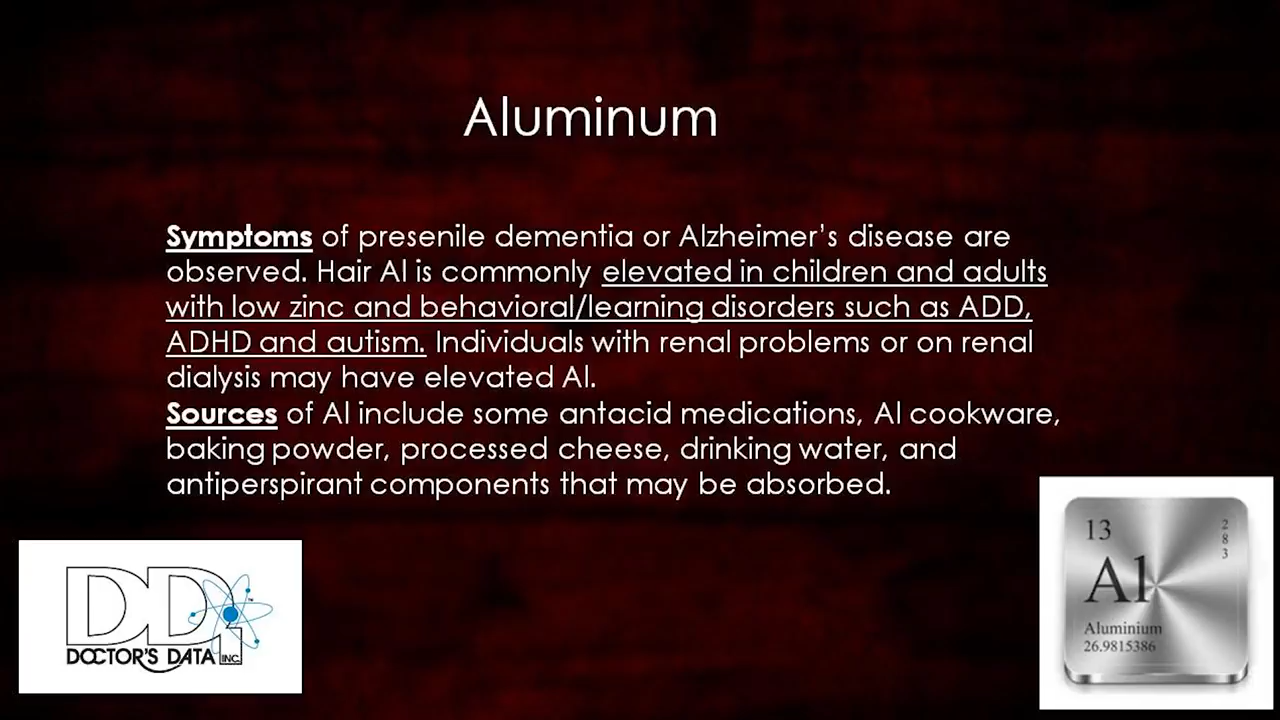 Aluminum
Symptoms of presenile dementia or Alzheimer's disease are
observed. Hair Al is commonly elevated in children and adults
with low zinc and behavioral/learning disorders such as ADD,
ADHD and autism. Individuals with renal problems or on renal
dialysis may have elevated Al.
Sources of Al include some antacid medications, Al cookware,
baking powder, processed cheese, drinking water, and
antiperspirant components that may be absorbed.
DDI
DOCTOR'S DATA INC.
13
2
8
3
Al
Aluminium
26.9815386